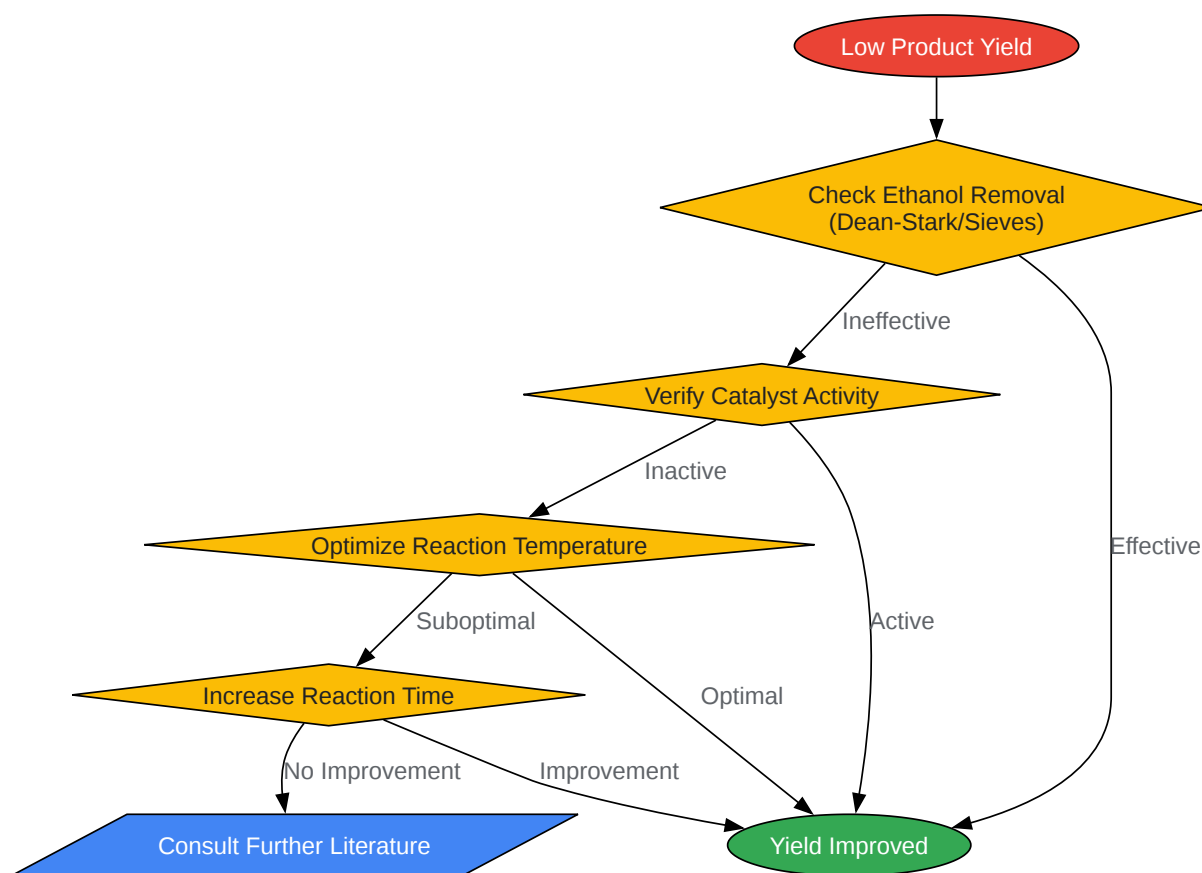 Low Product Yield
Check Ethanol Removal
(Dean-Stark/Sieves)
Ineffective
Verify Catalyst Activity
Inactive
Optimize Reaction Temperature
Effective
Suboptimal
Active
Increase Reaction Time
Optimal
No Improvement
Improvement
Consult Further Literature
Yield Improved